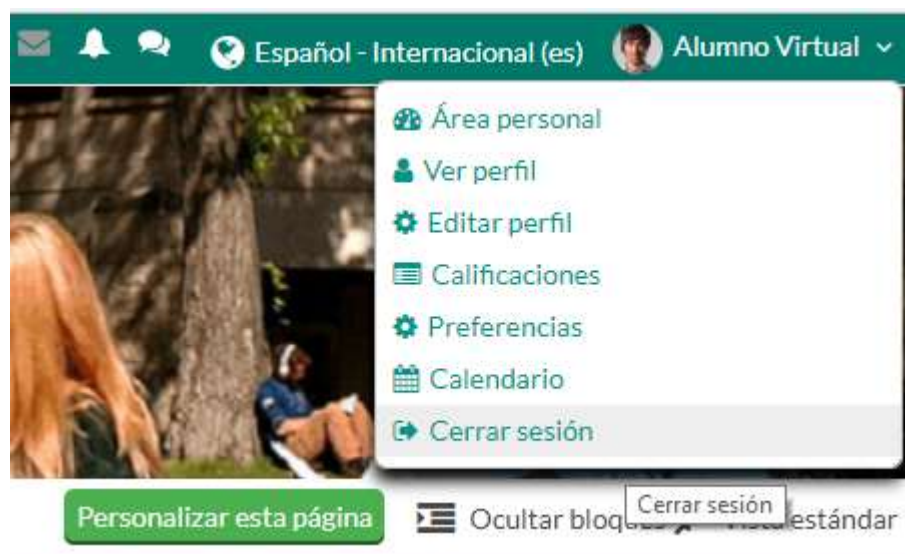 Español - Internacional (es) Alumno Virtual
Área personal
Ver perfil
Editar perfil
Calificaciones
Preferencias
Calendario
Cerrar sesión
Personalizar esta página Ocultar bloques estándar
Cerrar sesión